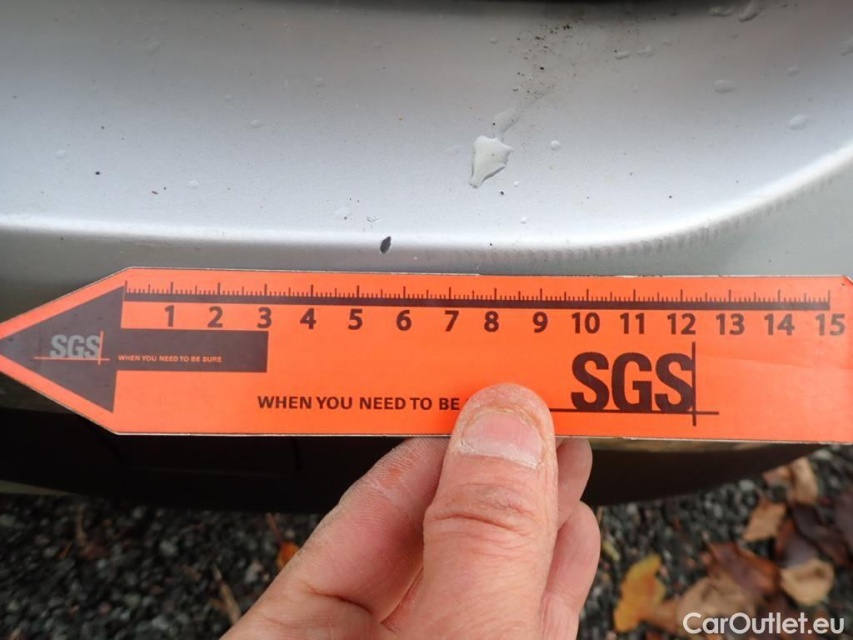 1 2 3 4 5 6 7 8 9 10 11 12 13 14 15
SGS
WHEN YOU NEED TO BE SURE
WHEN YOU NEED TO BE
SGS
CarOutlet.eu